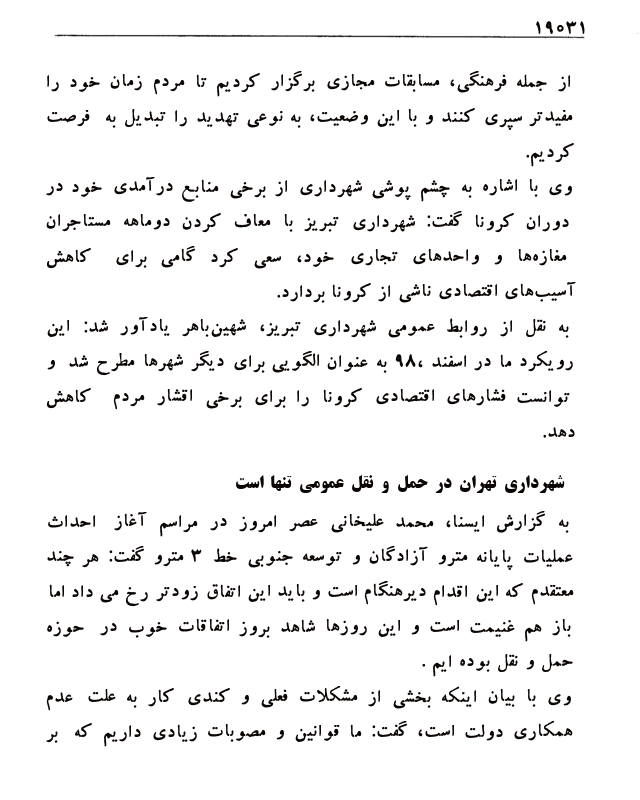 ۱۹۰۳۱
از جمله فرهنگی، مسابقات مجازی برگزار کردیم تا مردم زمان خود را
مفیدتر سپری کنند و با این وضعیت، به نوعی تهدید را تبدیل به فرصت
کردیم.
وی با اشاره به چشم پوشی شهرداری از برخی منابع درآمدی خود در
دوران کرونا گفت: شهرداری تبریز با معاف کردن دوماهه مستاجران
مغازه‌ها و واحدهای تجاری خود، سعی کرد گامی برای کاهش
آسیب‌های اقتصادی ناشی از کرونا بردارد.
به نقل از روابط عمومی شهرداری تبریز، شهین‌باهر یادآور شد: این
رویکرد ما در اسفند ۹۸، به عنوان الگویی برای دیگر شهرها مطرح شد و
توانست فشارهای اقتصادی کرونا را برای برخی اقشار مردم کاهش
دهد.
شهرداری تهران در حمل و نقل عمومی تنها است
به گزارش ایسنا، محمد علیخانی عصر امروز در مراسم آغاز احداث
عملیات پایانه مترو آزادگان و توسعه جنوبی خط ۳ مترو گفت: هر چند
معتقدم که این اقدام دیرهنگام است و باید این اتفاق زودتر رخ می داد اما
باز هم غنیمت است و این روزها شاهد بروز اتفاقات خوب در حوزه
حمل و نقل بوده ایم .
وی با بیان اینکه بخشی از مشکلات فعلی و کندی کار به علت عدم
همکاری دولت است، گفت: ما قوانین و مصوبات زیادی داریم که بر